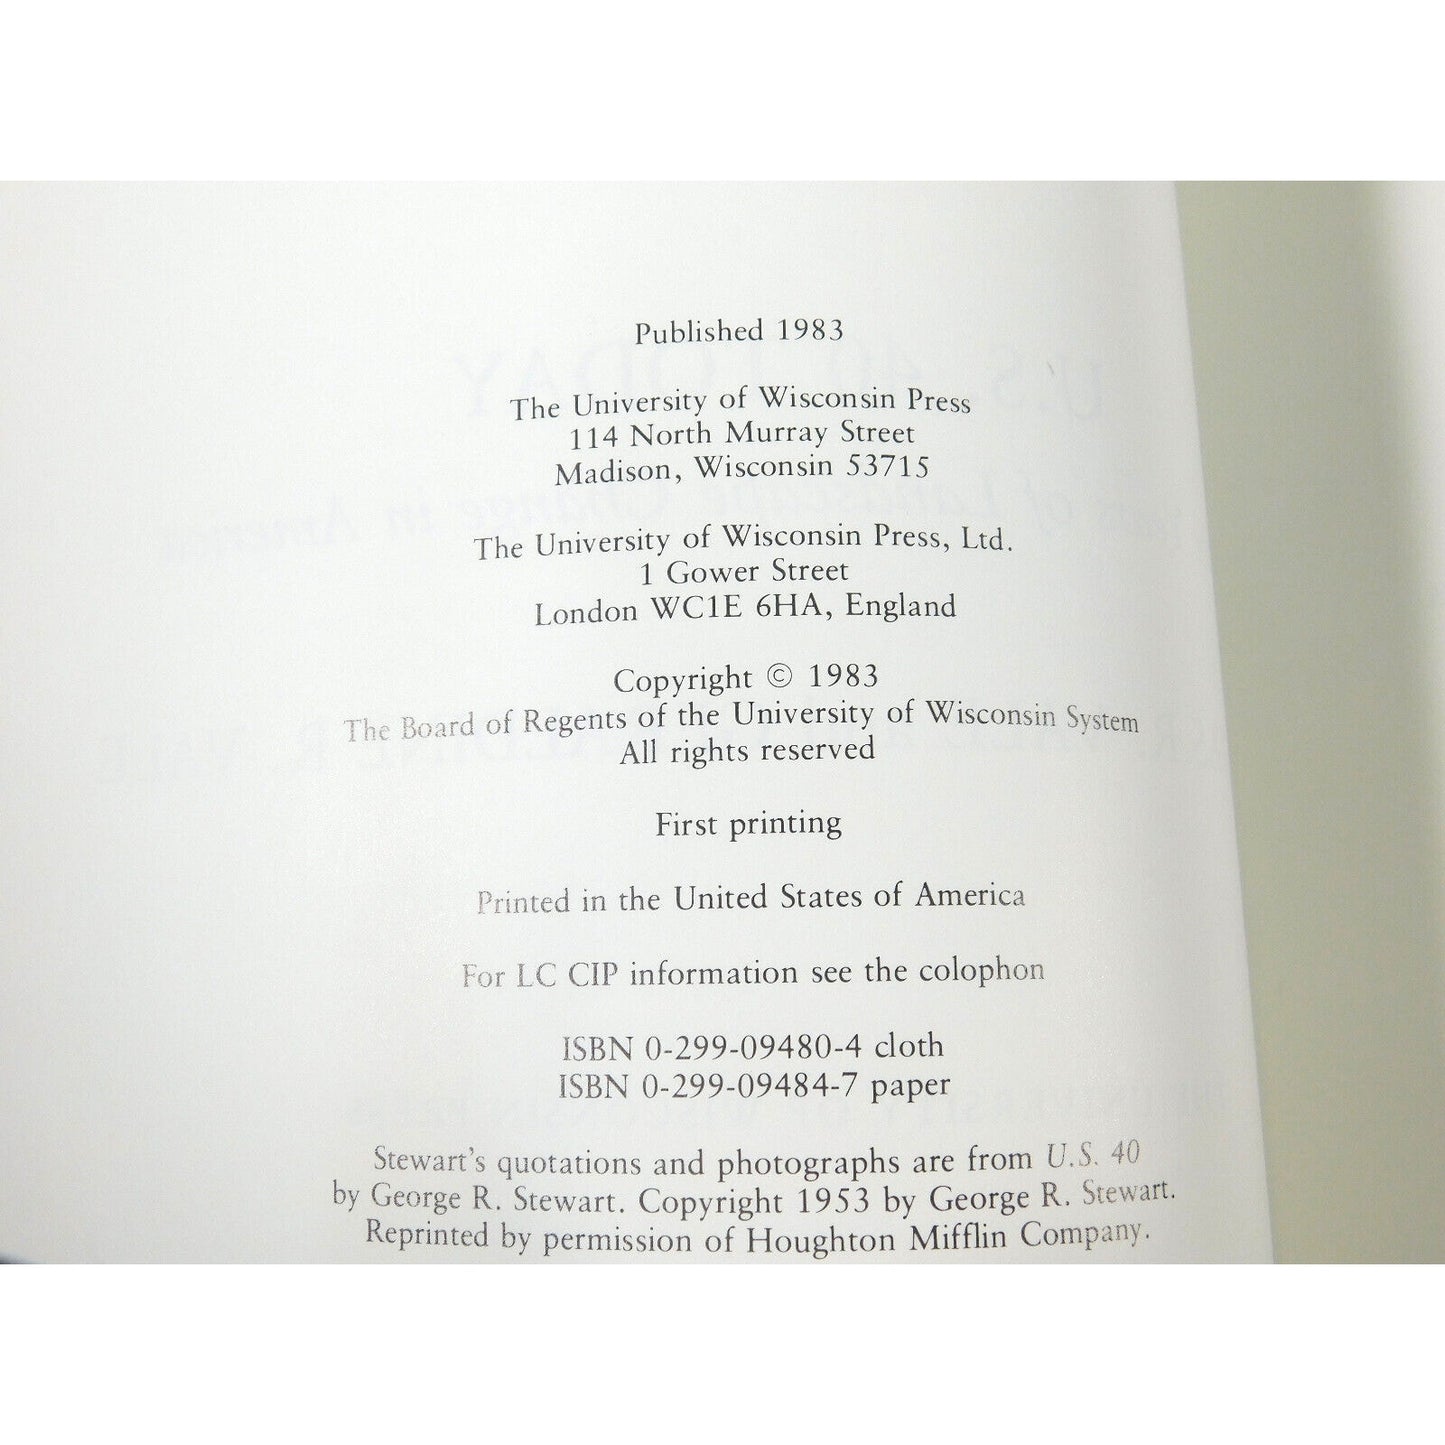 Published 1983
The University of Wisconsin Press
114 North Murray Street
Madison, Wisconsin 53715
The University of Wisconsin Press, Ltd.
1 Gower Street
London WC1E 6HA, England
Copyright © 1983
The Board of Regents of the University of Wisconsin System
All rights reserved
First printing
Printed in the United States of America
For LC CIP information see the colophon
ISBN 0-299-09480-4 cloth
ISBN 0-299-09484-7 paper
Stewart's quotations and photographs are from U.S. 40
by George R. Stewart. Copyright 1953 by George R. Stewart.
Reprinted by permission of Houghton Mifflin Company.